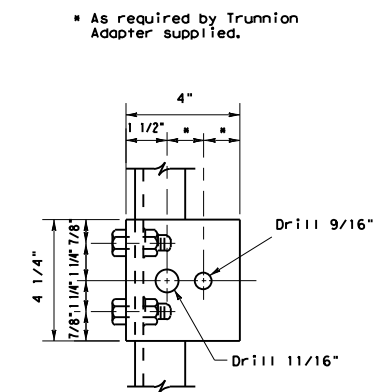 * As required by Trunnion
Adapter supplied.
4"
1 1/2"
*
*
Drill 9/16"
7/8"
1 1/4"
4 1/4"
1 1/4"
7/8"
Drill 11/16"